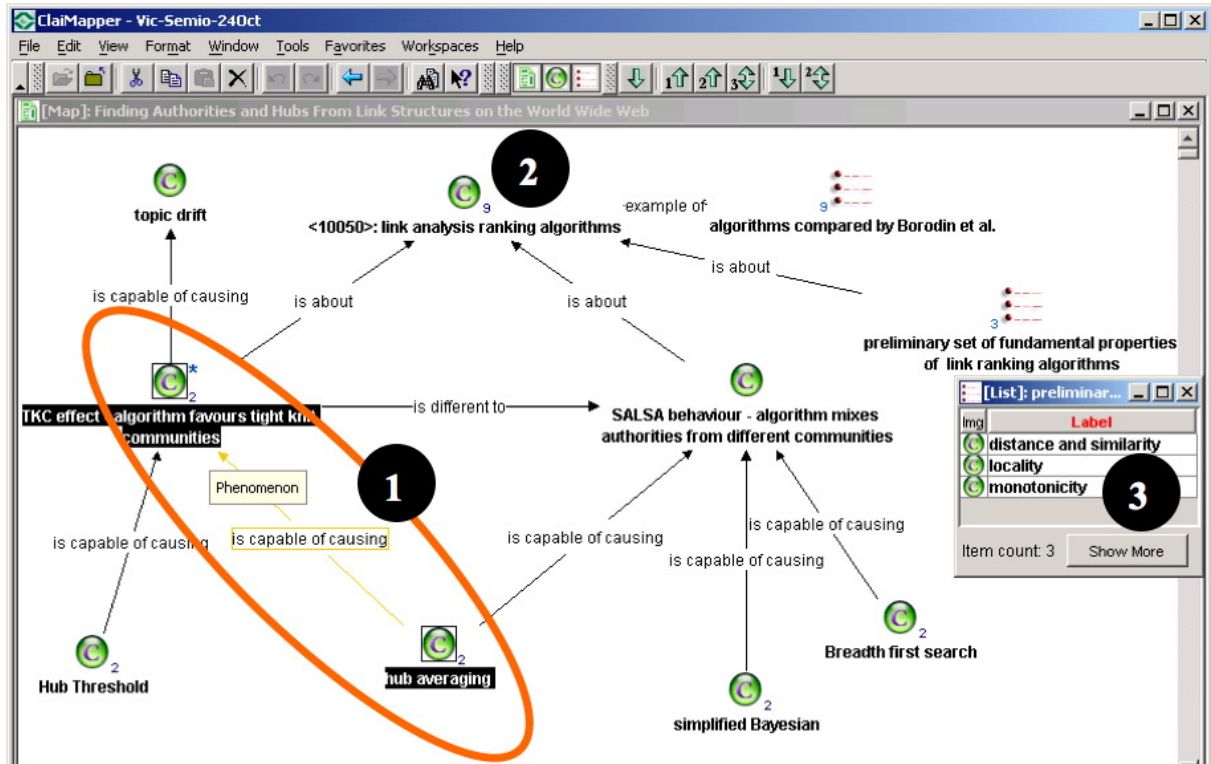 ClaiMapper - Vic-Semio-24Oct
File Edit View Format Window Tools Favorites Workspaces Help
1 2 3 1 2
[Map]: Finding Authorities and Hubs From Link Structures on the World Wide Web
2
topic drift
9
<10050>: link analysis ranking algorithms
example of
9
algorithms compared by Borodin et al.
is about
is capable of causing
is about
is about
3
preliminary set of fundamental properties
of link ranking algorithms
* 2
TKC effect - algorithm favours tight knit
communities
is different to
SALSA behaviour - algorithm mixes
authorities from different communities
[List]: preliminar...
Img Label
distance and similarity
locality
monotonicity
3
Item count: 3 Show More
Phenomenon
1
is capable of causing
is capable of causing
is capable of causing
is capable of causing
is capable of causing
2
Hub Threshold
2
hub averaging
2
Breadth first search
2
simplified Bayesian